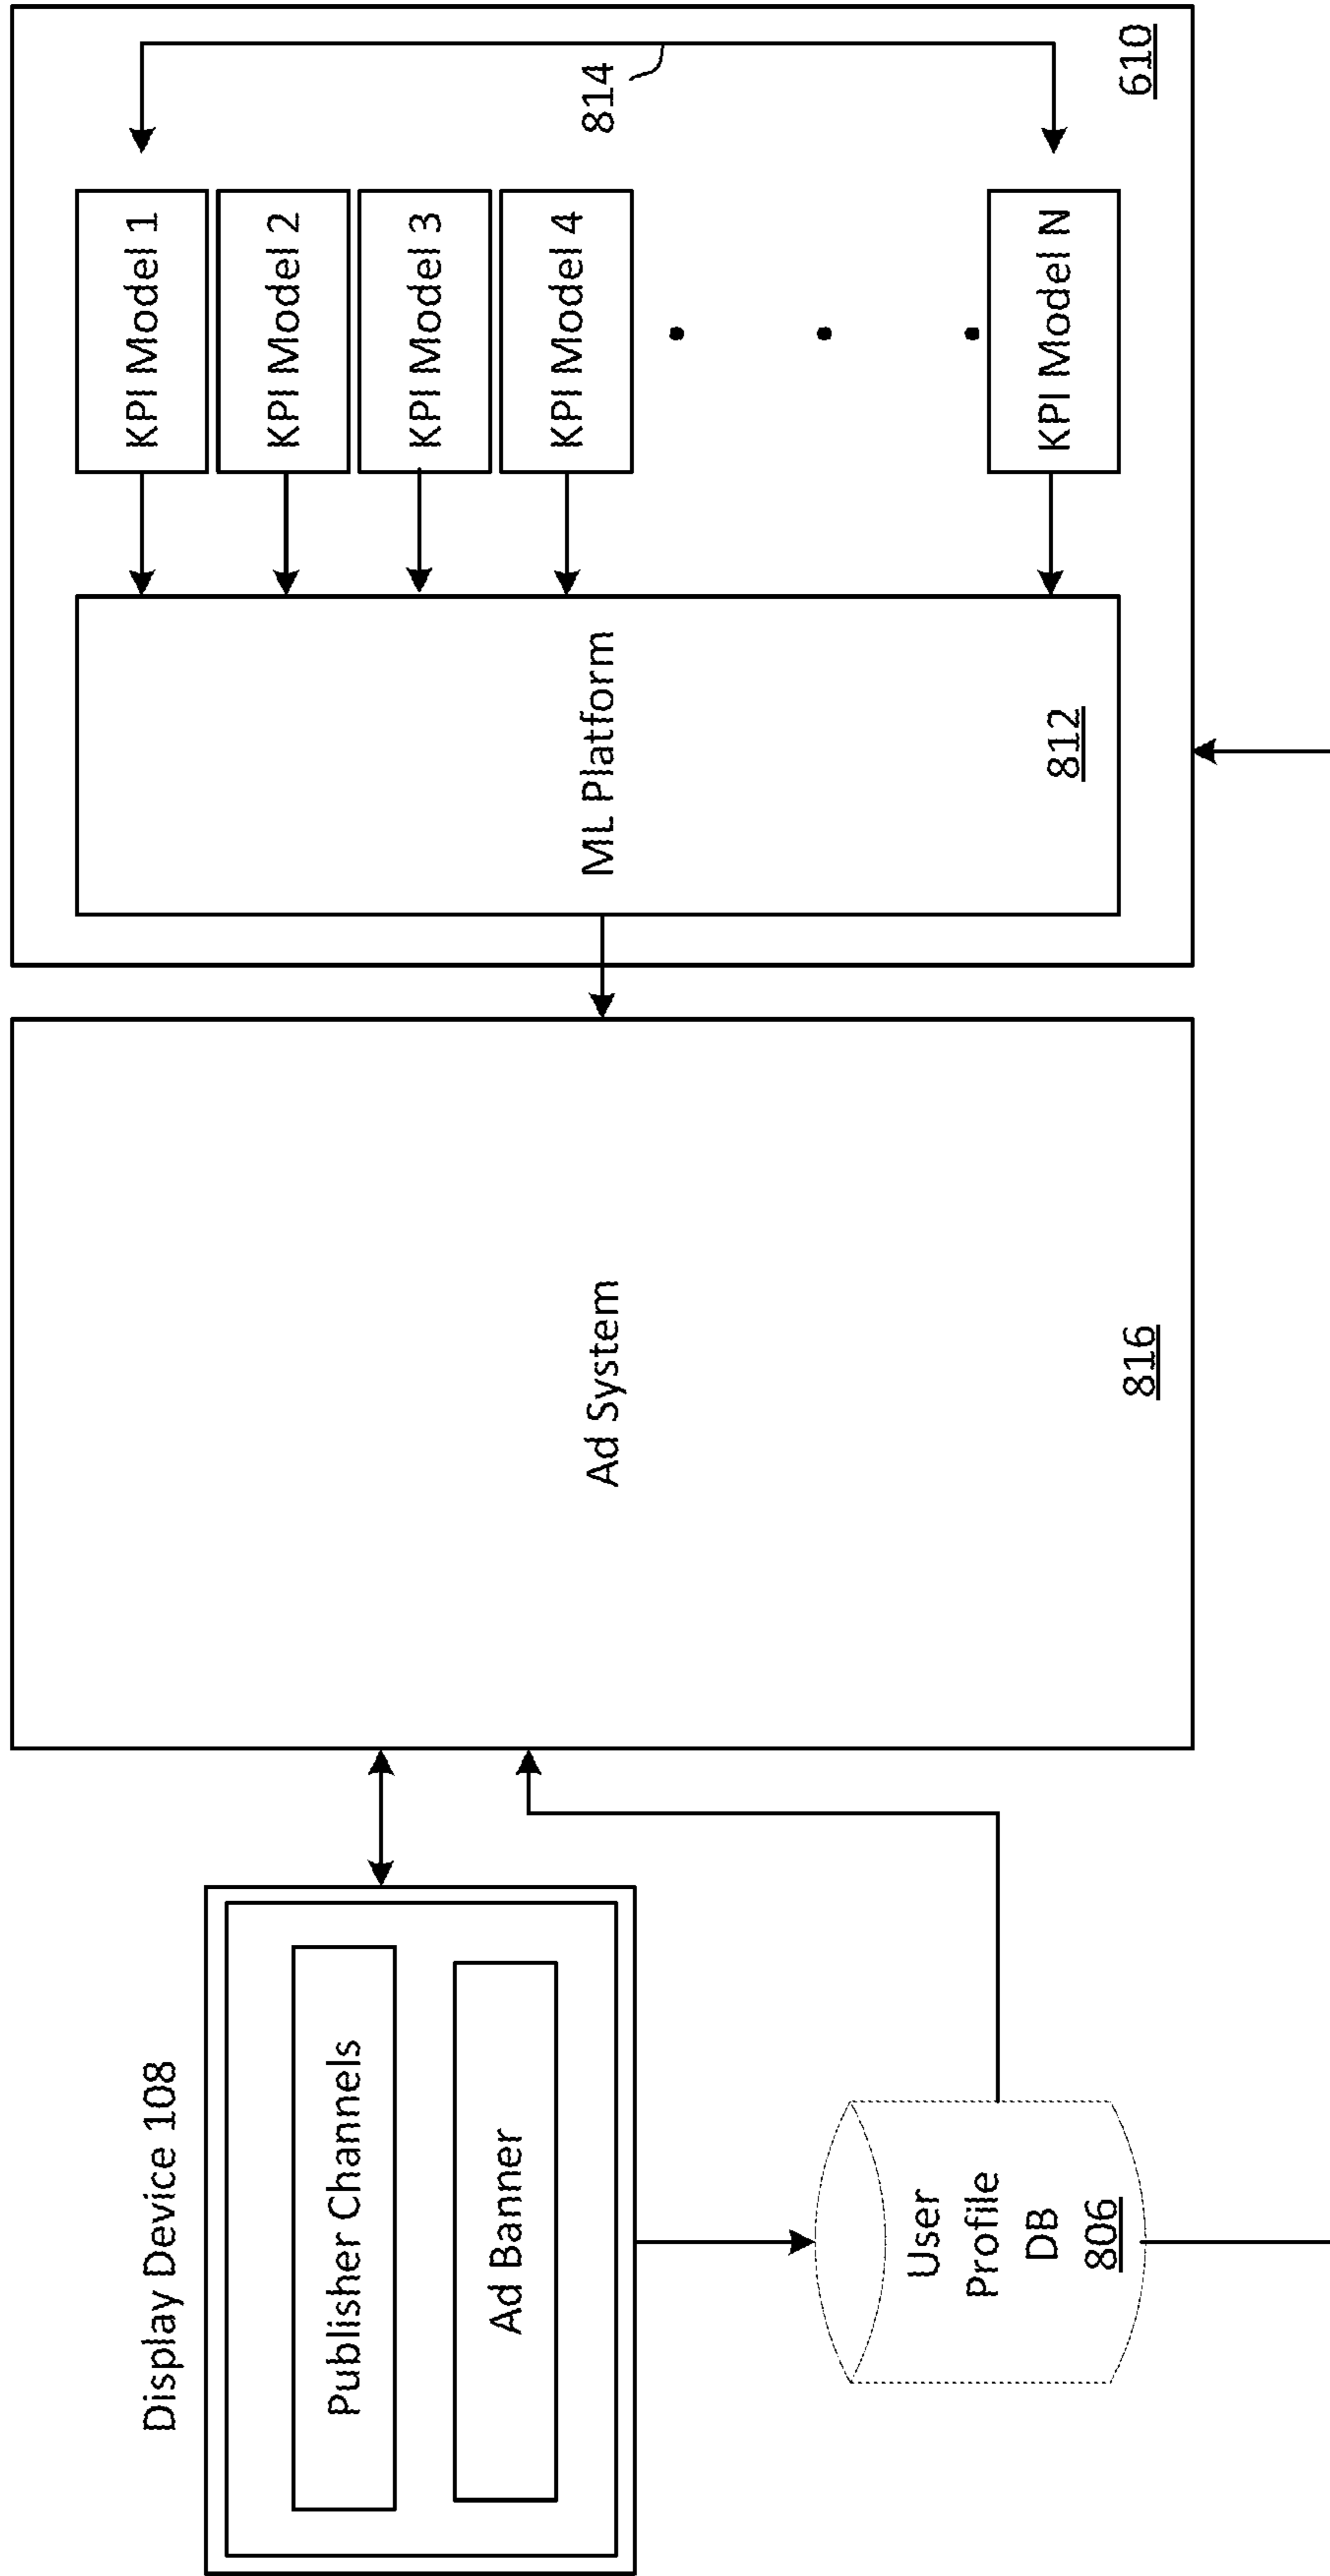 Display Device 108
Publisher Channels
Ad Banner
User
Profile
DB
806
Ad System
816
ML Platform
812
KPI Model 1
KPI Model 2
KPI Model 3
KPI Model 4
KPI Model N
814
610